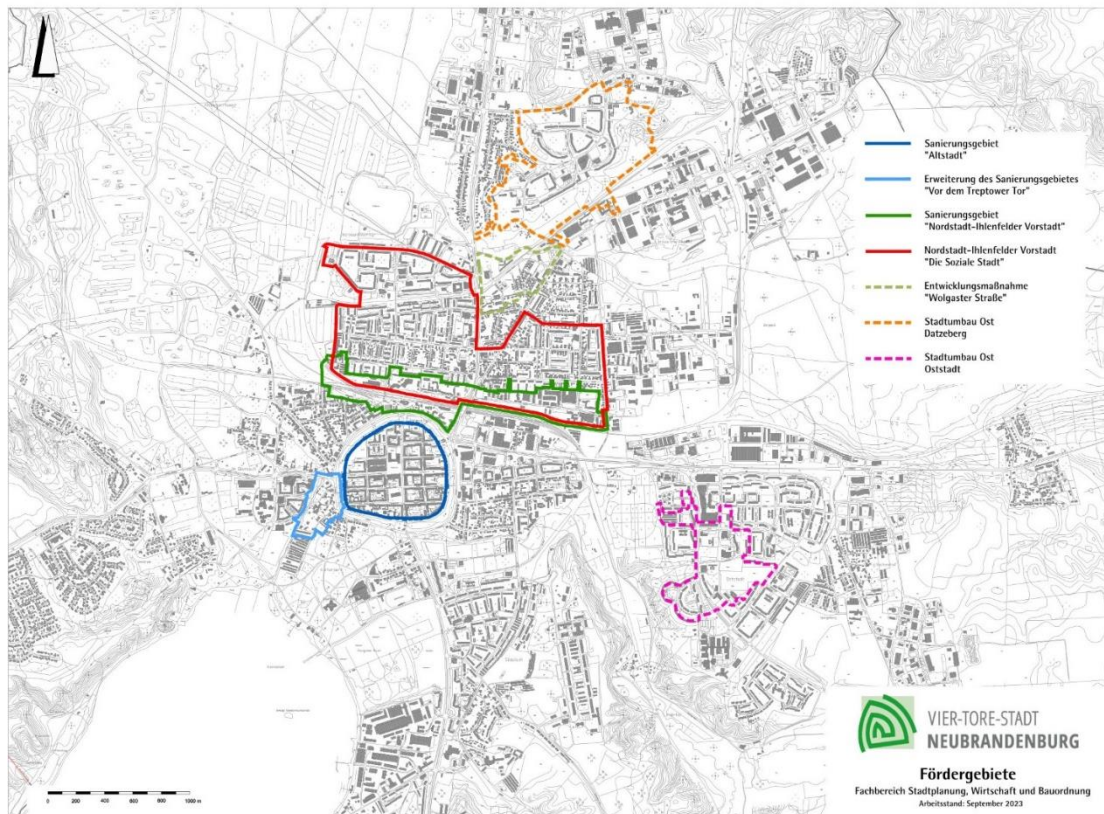 Sanierungsgebiet
"Altstadt"
Erweiterung des Sanierungsgebietes
"Vor dem Treptower Tor"
Sanierungsgebiet
"Nordstadt-Ihlenfelder Vorstadt"
Nordstadt-Ihlenfelder Vorstadt
"Die Soziale Stadt"
Entwicklungsmaßnahme
"Wolgaster Straße"
Stadtumbau Ost
Datzeberg
Stadtumbau Ost
Oststadt
VIER-TORE-STADT
NEUBRANDENBURG
Fördergebiete
Fachbereich Stadtplanung, Wirtschaft und Bauordnung
Arbeitsstand: September 2023
0 200 400 600 800 1000 m